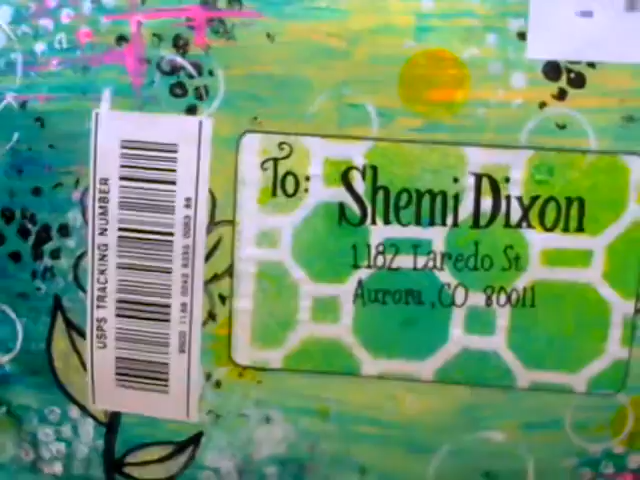 To:
Shemi Dixon
1182 Laredo St
Aurora, CO 80011
USPS TRACKING NUMBER